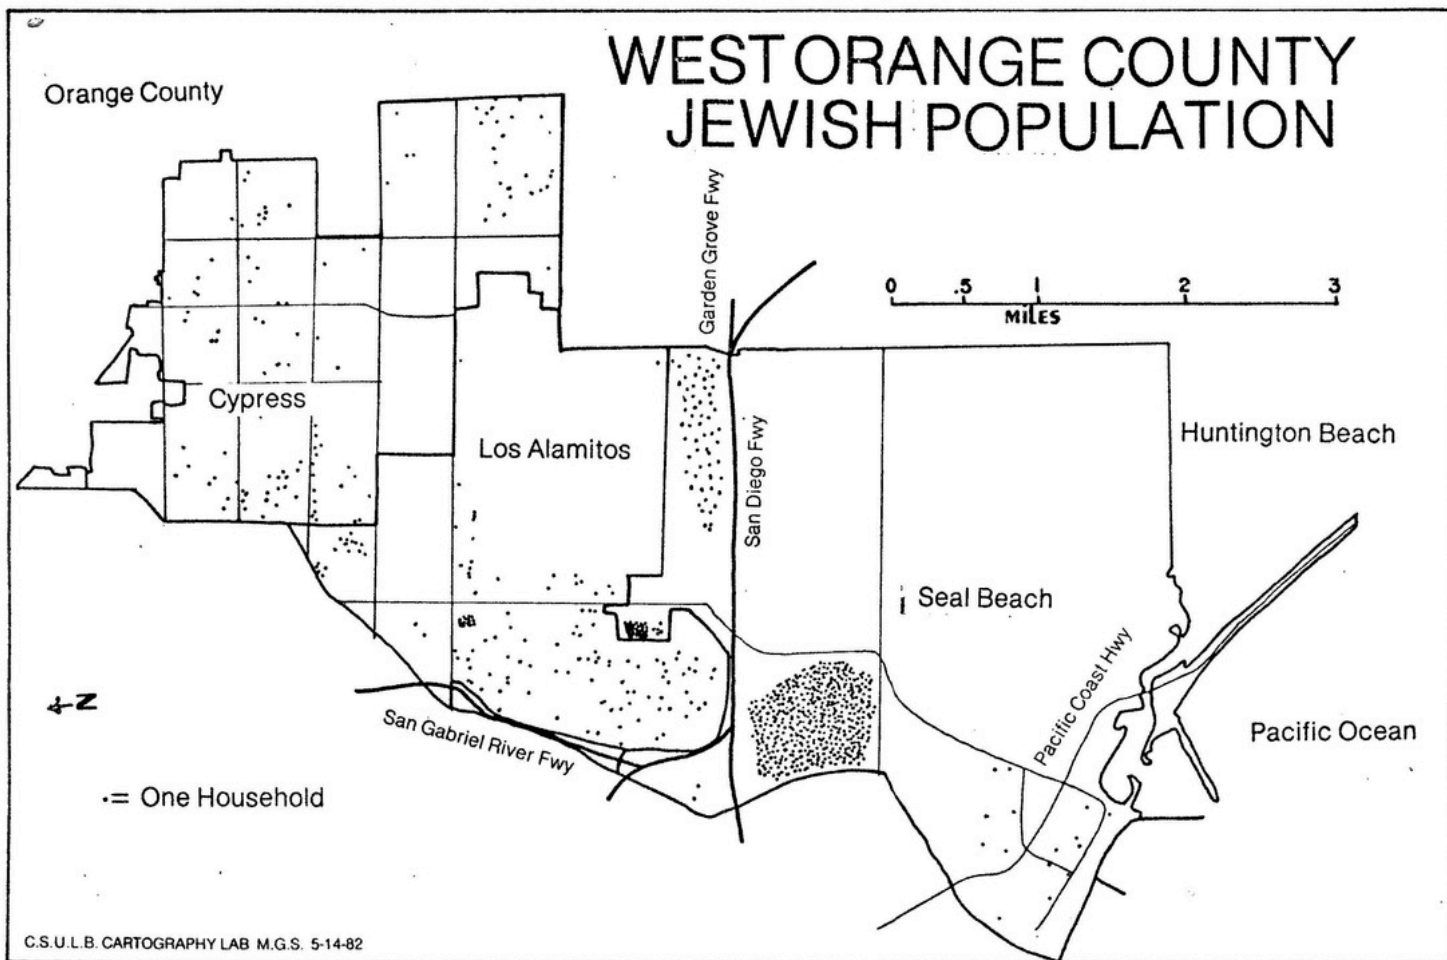 WEST ORANGE COUNTY
JEWISH POPULATION
Orange County
Garden Grove Fwy
0 .5 1 2 3
MILES
Cypress
Los Alamitos
San Diego Fwy
Huntington Beach
Seal Beach
Pacific Coast Hwy
N
San Gabriel River Fwy
Pacific Ocean
.= One Household
C.S.U.L.B. CARTOGRAPHY LAB M.G.S. 5-14-82